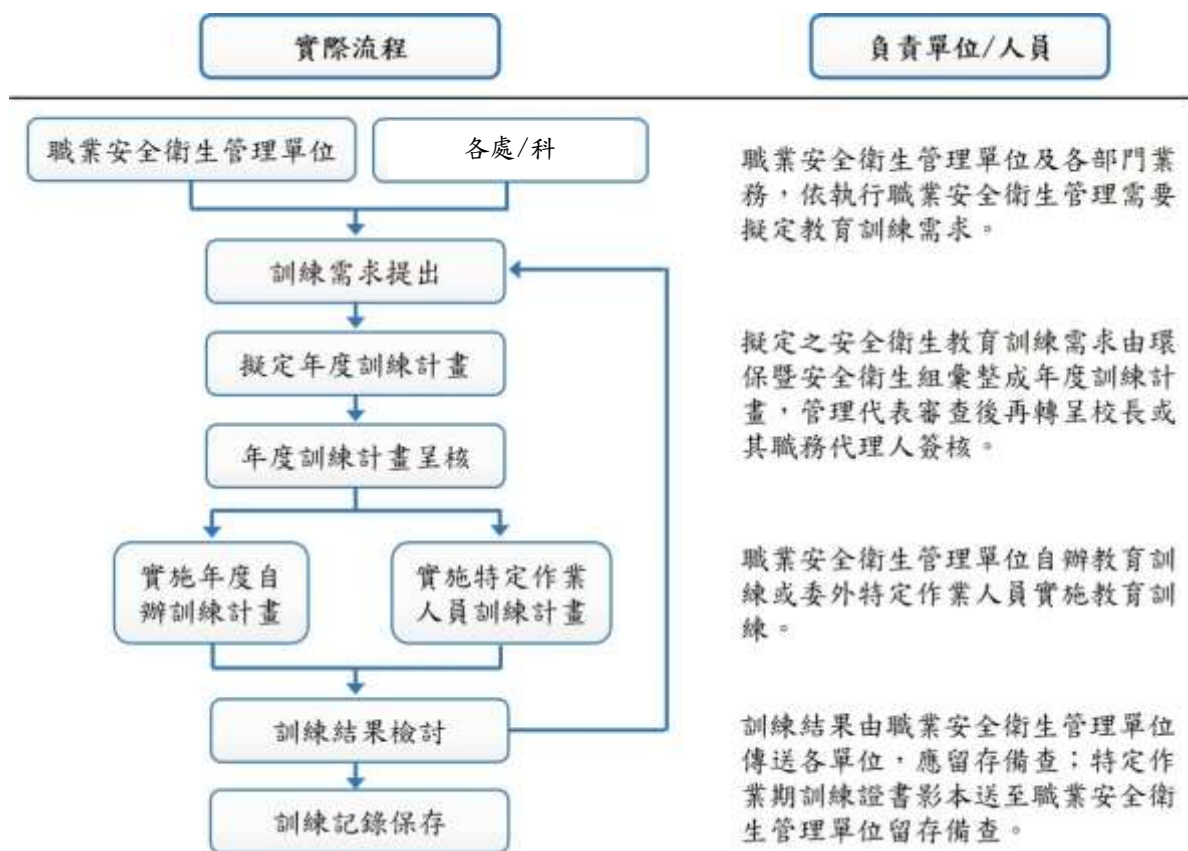 實際流程
負責單位/人員
職業安全衛生管理單位
各處/科
職業安全衛生管理單位及各部門業
務，依執行職業安全衛生管理需要
擬定教育訓練需求。
訓練需求提出
擬定年度訓練計畫
擬定之安全衛生教育訓練需求由環
保暨安全衛生組彙整成年度訓練計
畫，管理代表審查後再轉呈校長或
其職務代理人簽核。
年度訓練計畫呈核
實施年度自
辦訓練計畫
實施特定作業
人員訓練計畫
職業安全衛生管理單位自辦教育訓
練或委外特定作業人員實施教育訓
練。
訓練結果檢討
訓練結果由職業安全衛生管理單位
傳送各單位，應留存備查；特定作
業期訓練證書影本送至職業安全衛
生管理單位留存備查。
訓練記錄保存